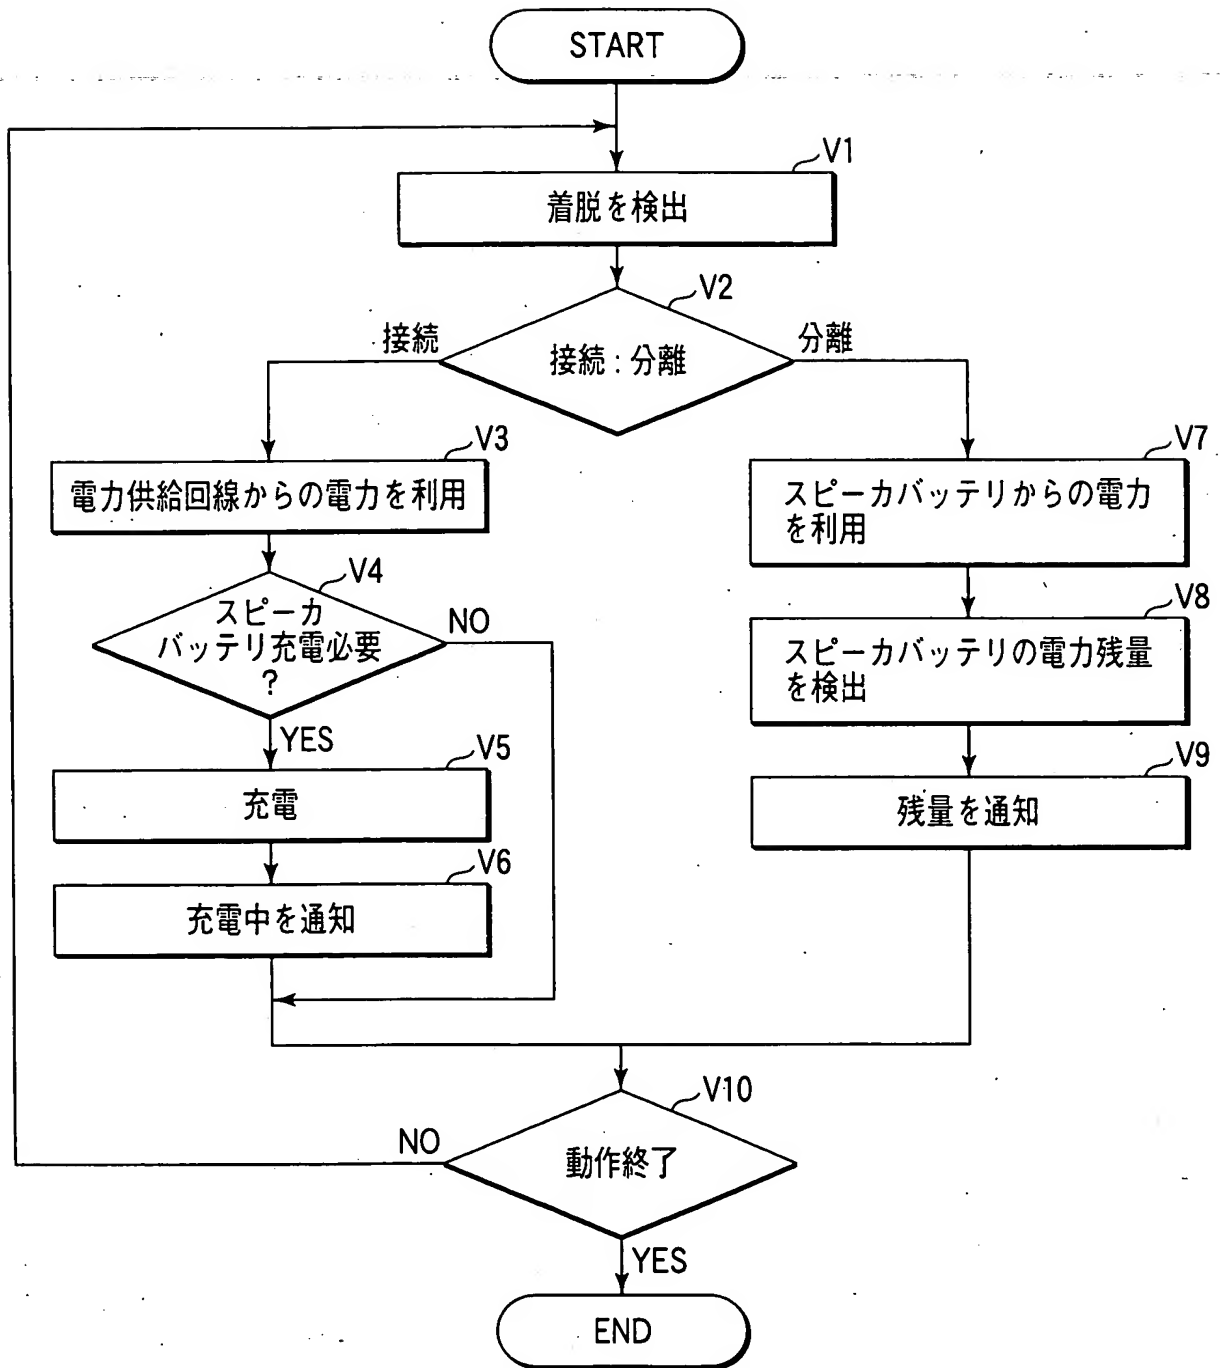 START
V1
着脱を検出
V2
接続
接続:分離
分離
V3
電力供給回線からの電力を利用
V4
スピーカ
バッテリ充電必要
?
NO
YES
V5
充電
V6
充電中を通知
V7
スピーカバッテリからの電力
を利用
V8
スピーカバッテリの電力残量
を検出
V9
残量を通知
V10
動作終了
NO
YES
END